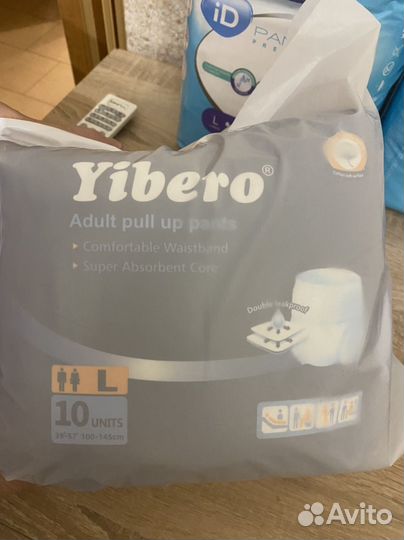 iD
PAN
PRE
L
Yibero®
Adult pull up pants
Comfortable Waistband
Super Absorbent Core
Double leakproof
L
10 UNITS
39"-57" 100-145cm
Avito